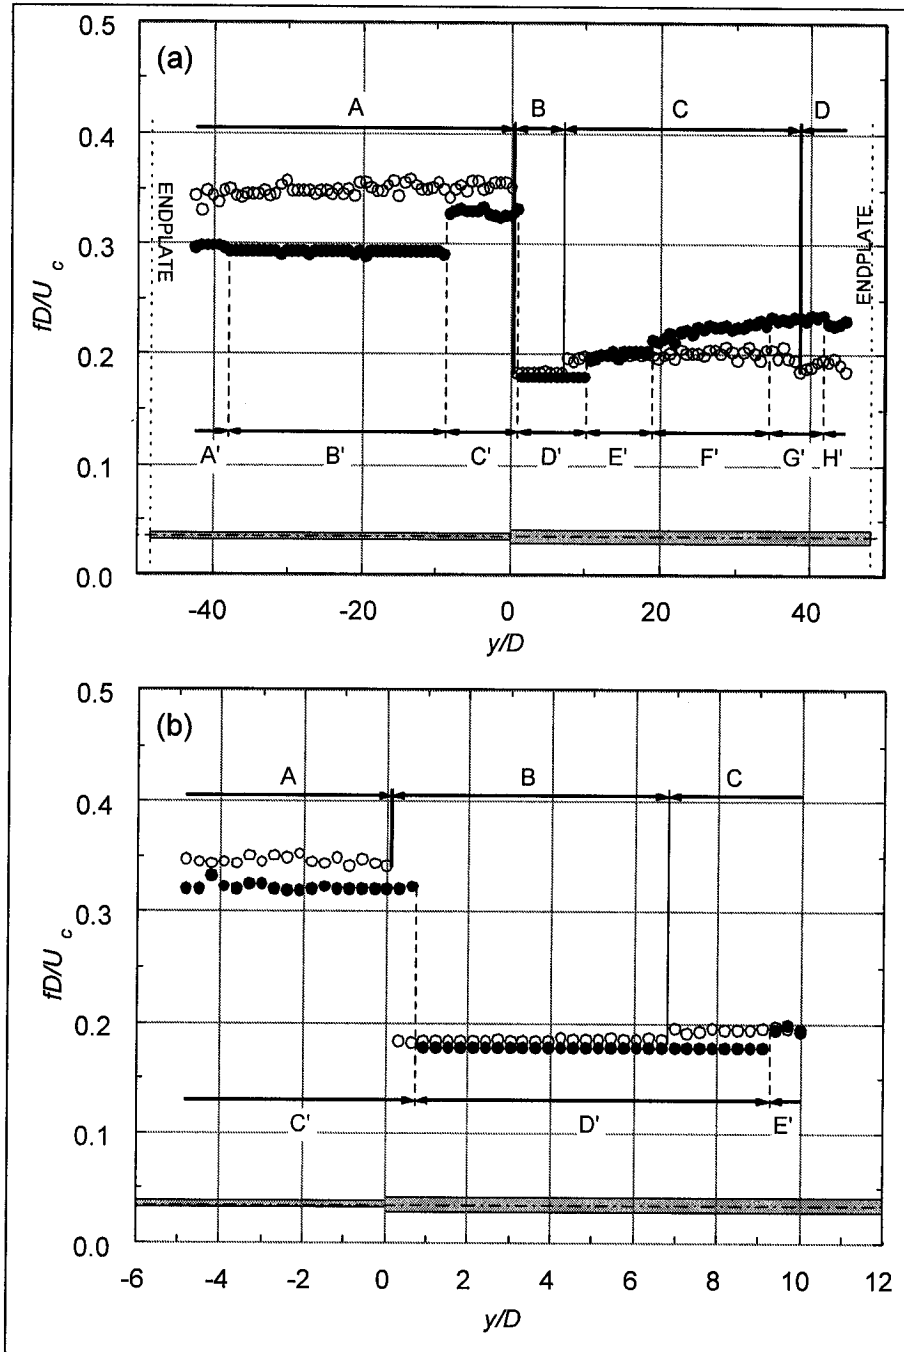 (a)
0.5
0.4
0.3
0.2
0.1
0.0
fD/U c
A B C D
ENDPLATE
ENDPLATE
A' B' C' D' E' F' G' H'
-40 -20 0 20 40
y/D
(b)
0.5
0.4
0.3
0.2
0.1
0.0
fD/U c
A B C
C' D' E'
-6 -4 -2 0 2 4 6 8 10 12
y/D